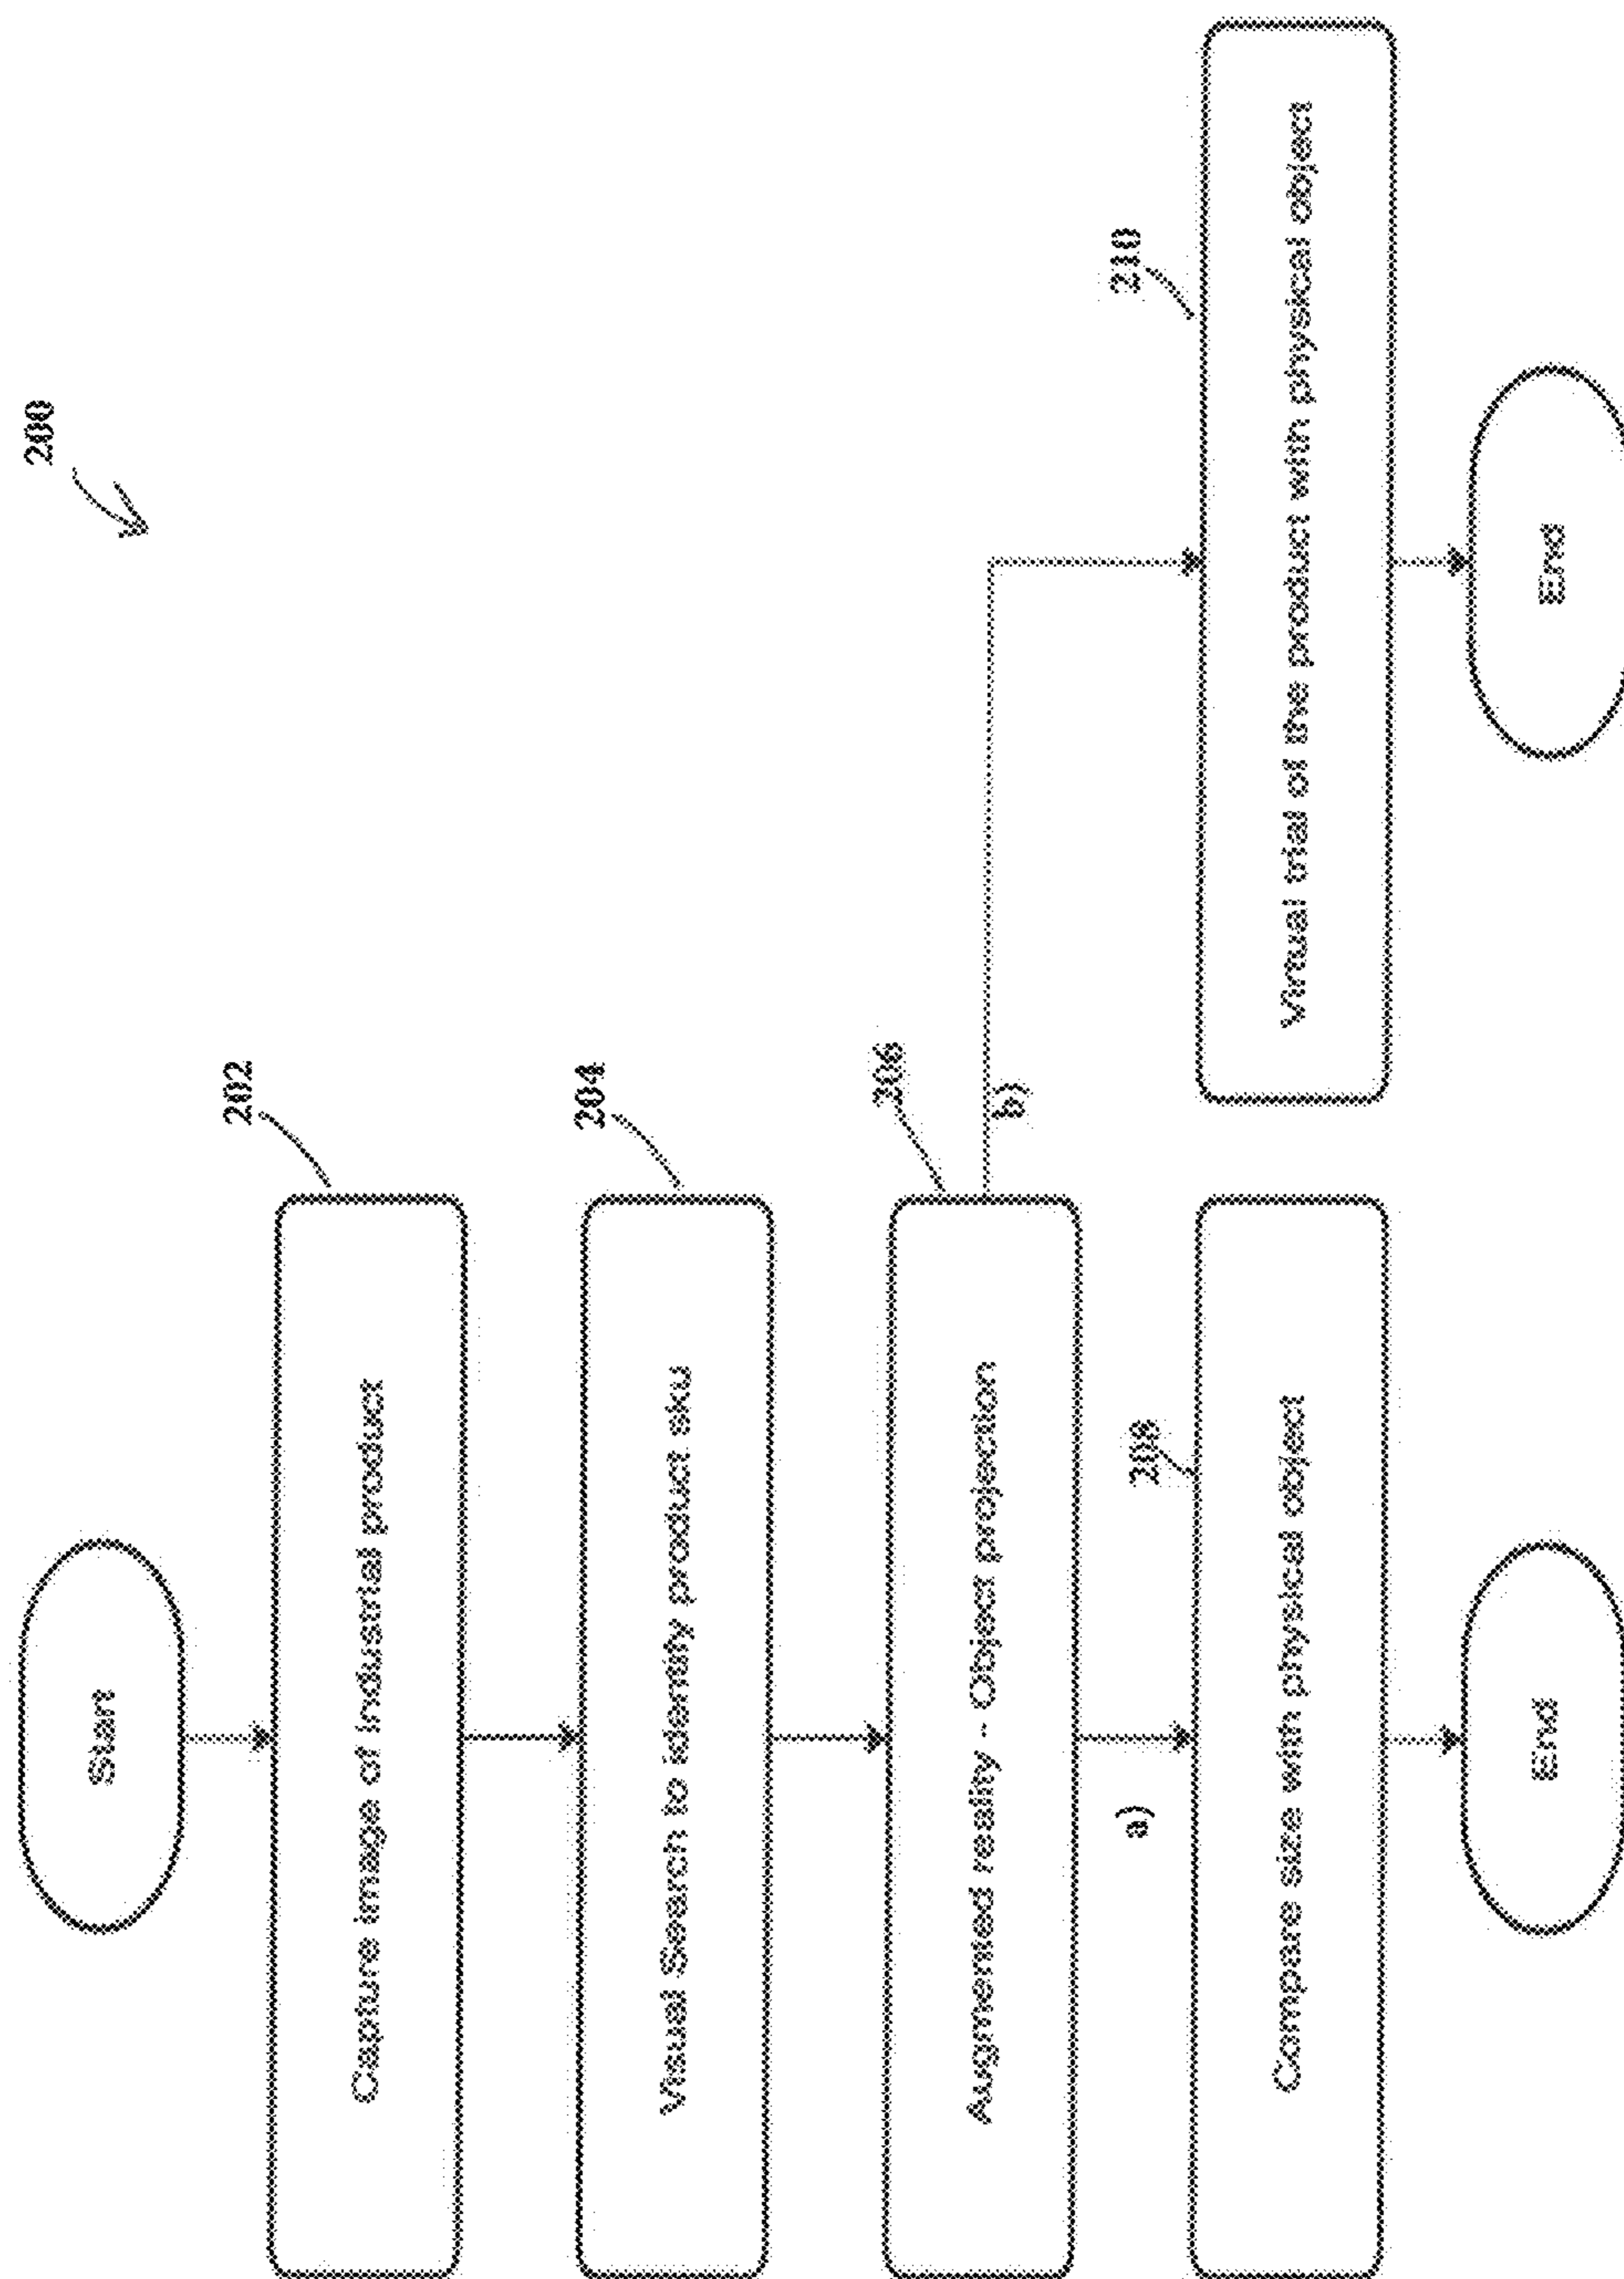 200
Start
202
Capture image of industrial product
204
Visual Search to identify product sku
206
Augmented reality - Object projection
a)
b)
208
Compare size with physical object
210
Virtual trial of the product with physical object
End
End